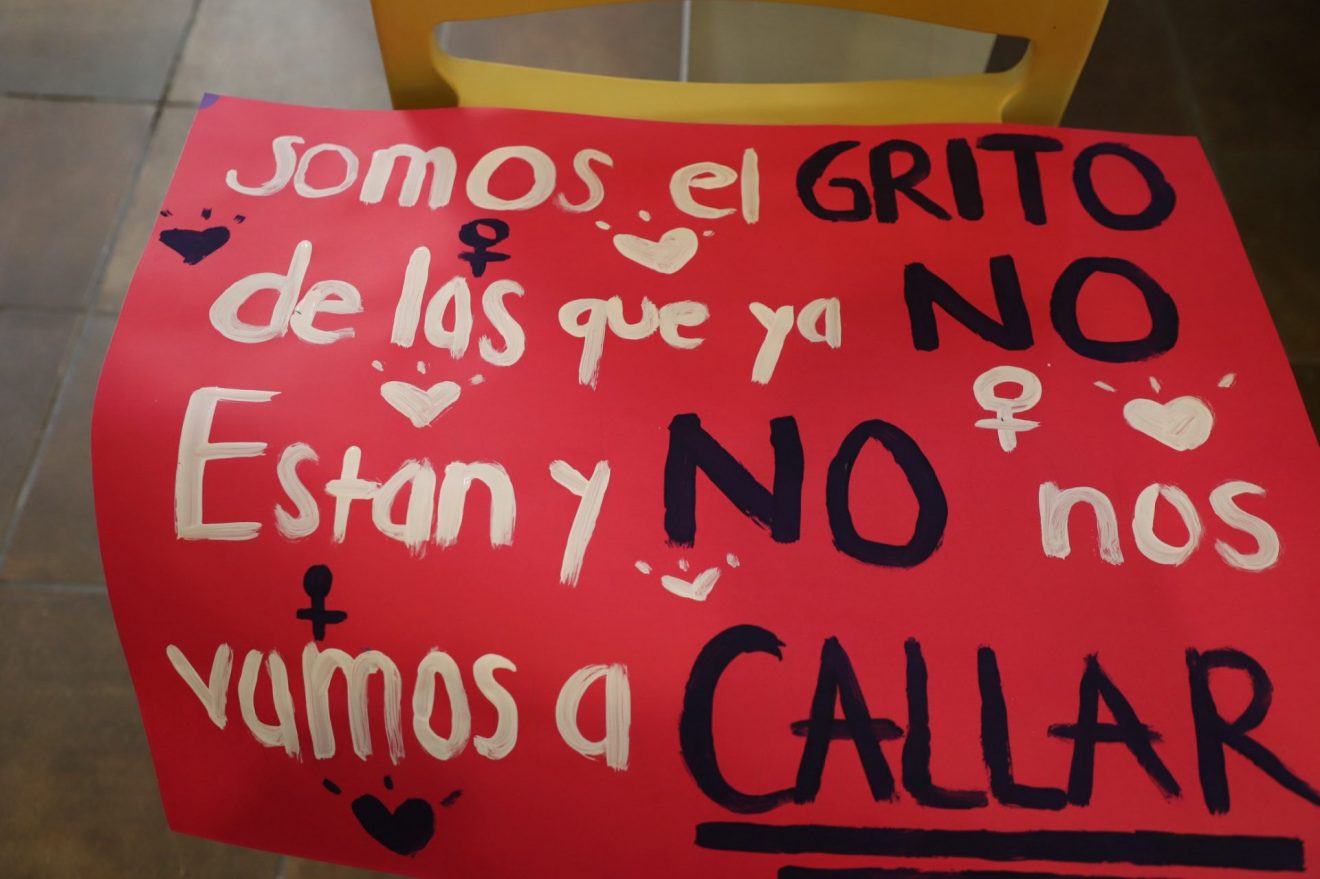 somos el GRITO
de las que ya NO
Estan y NO nos
vamos a CALLAR